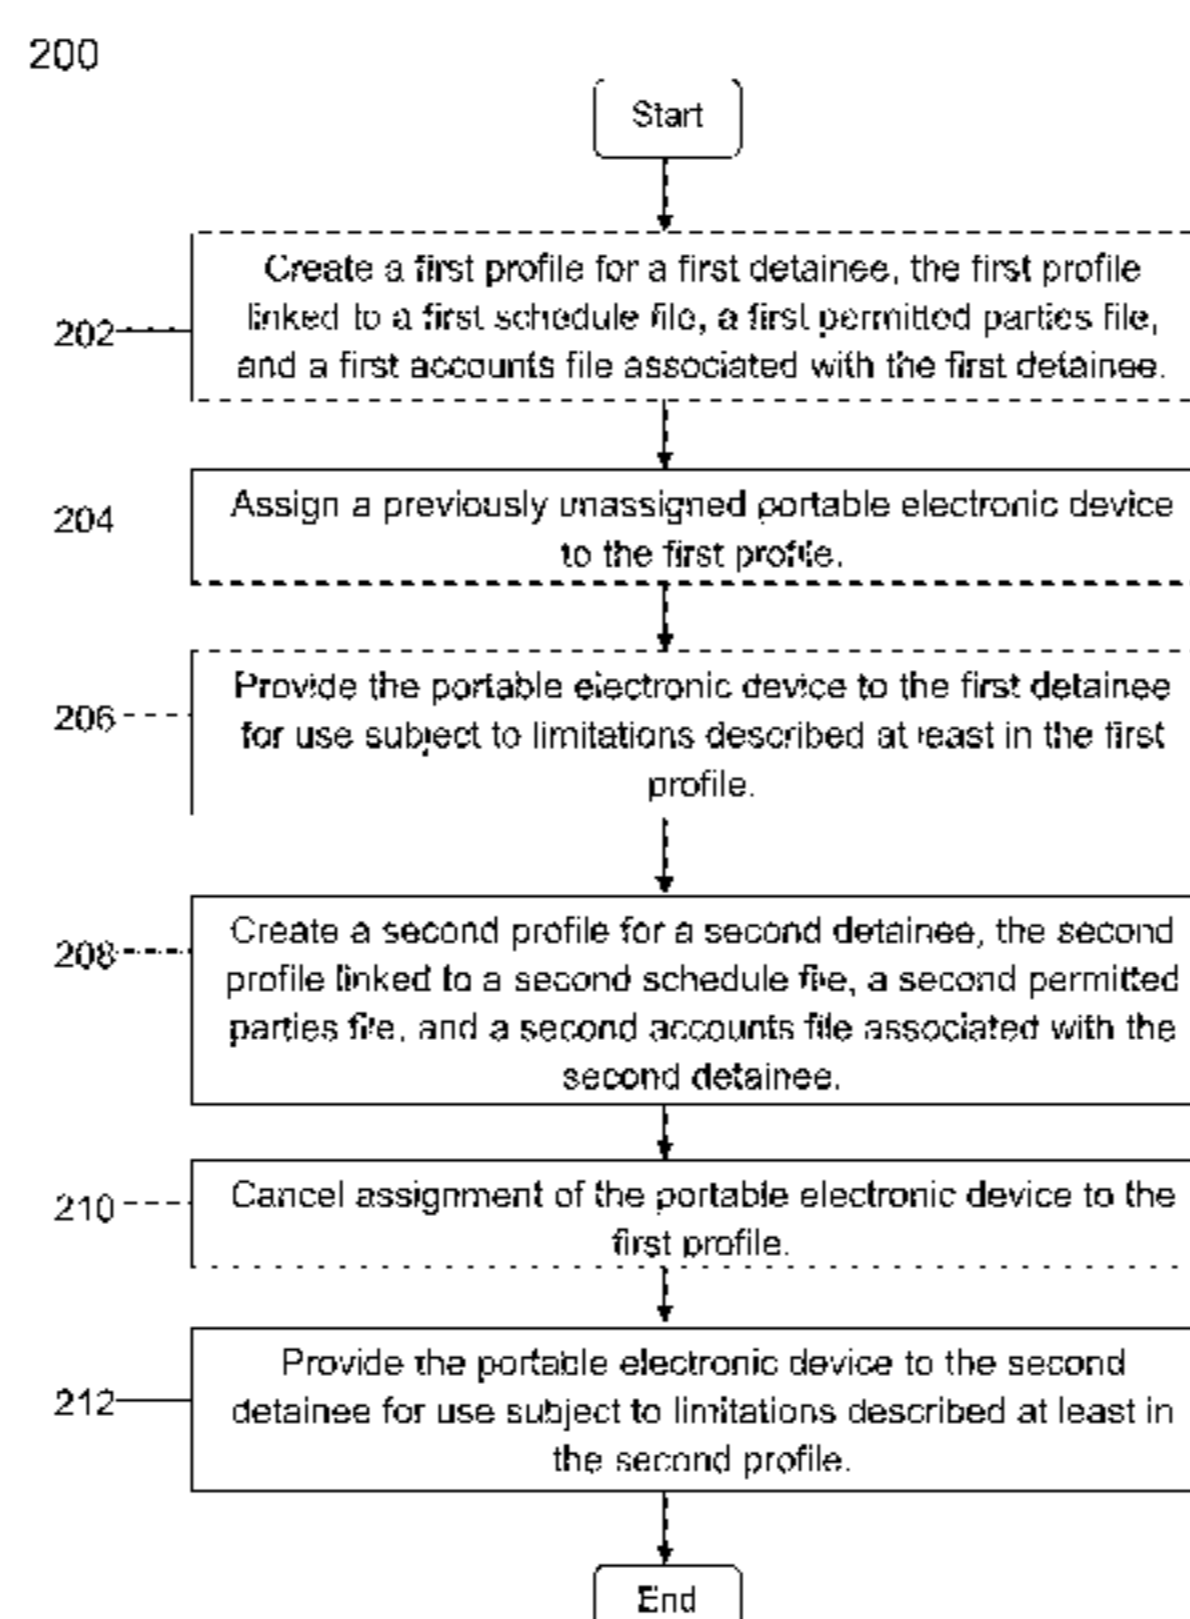 200
Start
202
Create a first profile for a first detainee, the first profile
linked to a first schedule file, a first permitted parties file,
and a first accounts file associated with the first detainee.
204
Assign a previously unassigned portable electronic device
to the first profile.
206
Provide the portable electronic device to the first detainee
for use subject to limitations described at least in the first
profile.
208
Create a second profile for a second detainee, the second
profile linked to a second schedule file, a second permitted
parties file, and a second accounts file associated with the
second detainee.
210
Cancel assignment of the portable electronic device to the
first profile.
212
Provide the portable electronic device to the second
detainee for use subject to limitations described at least in
the second profile.
End